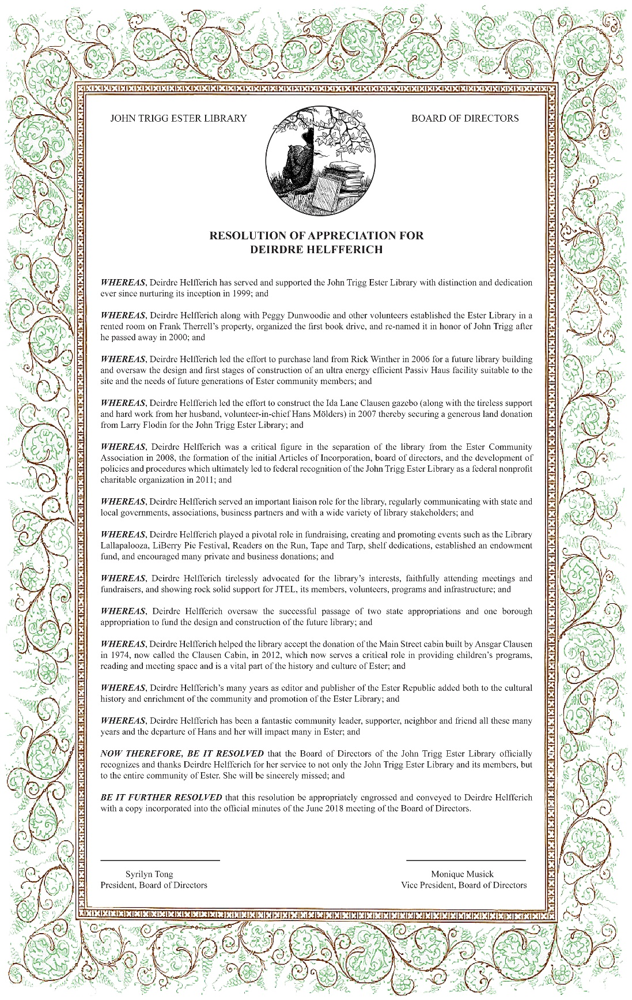 JOHN TRIGG ESTER LIBRARY
BOARD OF DIRECTORS
RESOLUTION OF APPRECIATION FOR
DEIRDRE HELFFERICH
WHEREAS, Deirdre Helfferich has served and supported the John Trigg Ester Library with distinction and dedication
ever since nurturing its inception in 1999; and
WHEREAS, Deirdre Helfferich along with Peggy Dunwoodie and other volunteers established the Ester Library in a
rented room on Frank Therrell's property, organized the first book drive, and re-named it in honor of John Trigg after
he passed away in 2000; and
WHEREAS, Deirdre Helfferich led the effort to purchase land from Rick Winther in 2006 for a future library building
and oversaw the design and first stages of construction of an ultra energy efficient Passiv Haus facility suitable to the
site and the needs of future generations of Ester community members; and
WHEREAS, Deirdre Helfferich led the effort to construct the Ida Lane Clausen gazebo (along with the tireless support
and hard work from her husband, volunteer-in-chief Hans Mölders) in 2007 thereby securing a generous land donation
from Larry Flodin for the John Trigg Ester Library; and
WHEREAS, Deirdre Helfferich was a critical figure in the separation of the library from the Ester Community
Association in 2008, the formation of the initial Articles of Incorporation, board of directors, and the development of
policies and procedures which ultimately led to federal recognition of the John Trigg Ester Library as a federal nonprofit
charitable organization in 2011; and
WHEREAS, Deirdre Helfferich served an important liaison role for the library, regularly communicating with state and
local governments, associations, business partners and with a wide variety of library stakeholders; and
WHEREAS, Deirdre Helfferich played a pivotal role in fundraising, creating and promoting events such as the Library
Lallapalooza, LiBerry Pie Festival, Readers on the Run, Tape and Tarp, shelf dedications, established an endowment
fund, and encouraged many private and business donations; and
WHEREAS, Deirdre Helfferich tirelessly advocated for the library's interests, faithfully attending meetings and
fundraisers, and showing rock solid support for JTEL, its members, volunteers, programs and infrastructure; and
WHEREAS, Deirdre Helfferich oversaw the successful passage of two state appropriations and one borough
appropriation to fund the design and construction of the future library; and
WHEREAS, Deirdre Helfferich helped the library accept the donation of the Main Street cabin built by Ansgar Clausen
in 1974, now called the Clausen Cabin, in 2012, which now serves a critical role in providing children's programs,
reading and meeting space and is a vital part of the history and culture of Ester; and
WHEREAS, Deirdre Helfferich's many years as editor and publisher of the Ester Republic added both to the cultural
history and enrichment of the community and promotion of the Ester Library; and
WHEREAS, Deirdre Helfferich has been a fantastic community leader, supporter, neighbor and friend all these many
years and the departure of Hans and her will impact many in Ester; and
NOW THEREFORE, BE IT RESOLVED that the Board of Directors of the John Trigg Ester Library officially
recognizes and thanks Deirdre Helfferich for her service to not only the John Trigg Ester Library and its members, but
to the entire community of Ester. She will be sincerely missed; and
BE IT FURTHER RESOLVED that this resolution be appropriately engrossed and conveyed to Deirdre Helfferich
with a copy incorporated into the official minutes of the June 2018 meeting of the Board of Directors.
Syrilyn Tong
President, Board of Directors
Monique Musick
Vice President, Board of Directors